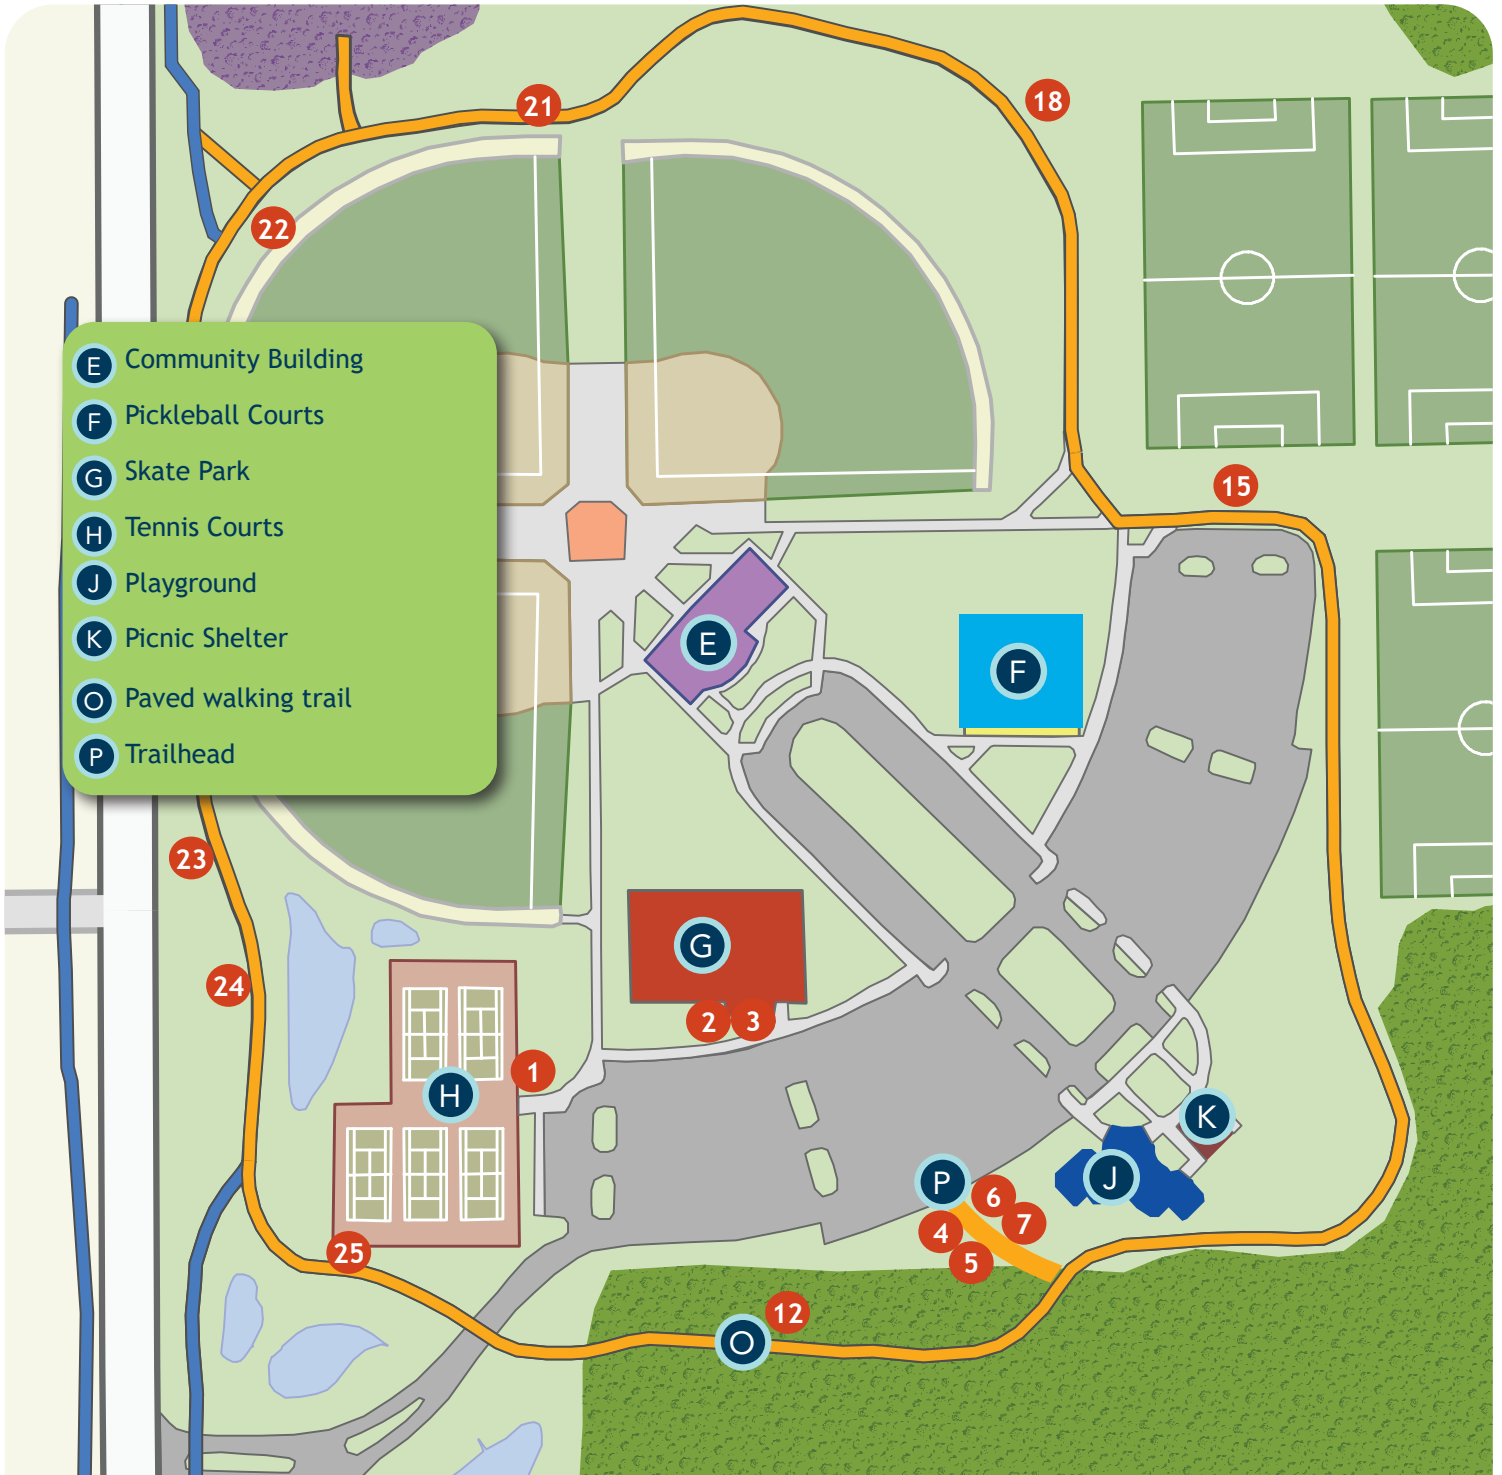 21
18
22
15
E Community Building
F Pickleball Courts
G Skate Park
H Tennis Courts
J Playground
K Picnic Shelter
O Paved walking trail
P Trailhead
E
F
23
G
24
2 3
1
H
K
J
P
6
7
4
5
25
12
O